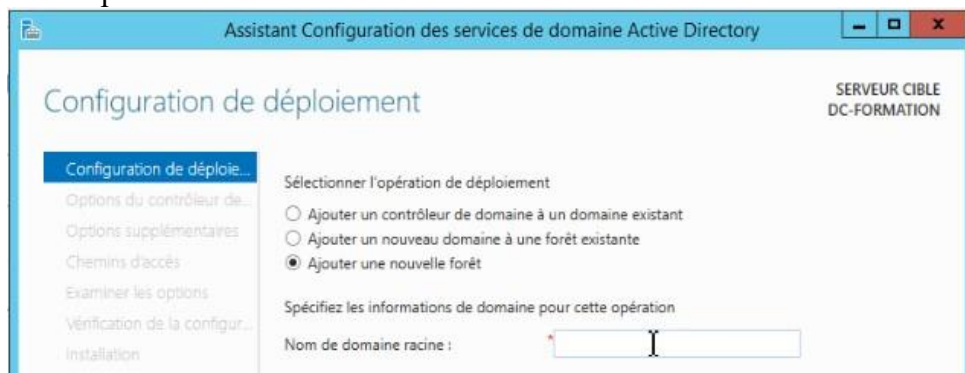 Assistant Configuration des services de domaine Active Directory
Configuration de déploiement
SERVEUR CIBLE
DC-FORMATION
Configuration de déploie...
Options du contrôleur de...
Options supplémentaires
Chemins d'accès
Examiner les options
Vérification de la configur...
Installation
Sélectionner l'opération de déploiement
Ajouter un contrôleur de domaine à un domaine existant
Ajouter un nouveau domaine à une forêt existante
Ajouter une nouvelle forêt
Spécifiez les informations de domaine pour cette opération
Nom de domaine racine : *